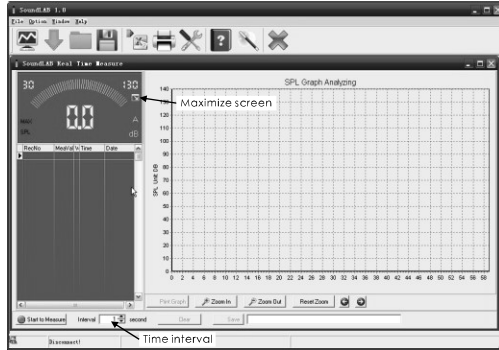 SoundLAB 1.0
File Option Window Help
SoundLAB Real Time Measure
30 130
0.0
MAX
SPL
A
dB
Maximize screen
RecNo MeaVal Time Date
SPL Graph Analyzing
SPL Unit DB
140
130
120
110
100
90
80
70
60
50
40
30
20
10
0
0 2 4 6 8 10 12 14 16 18 20 22 24 26 28 30 32 34 36 38 40 42 44 46 48 50 52 54 56 58
Print Graph Zoom In Zoom Out Reset Zoom
Start to Measure Interval 1 second Clear Save
Time interval
Disconnect!